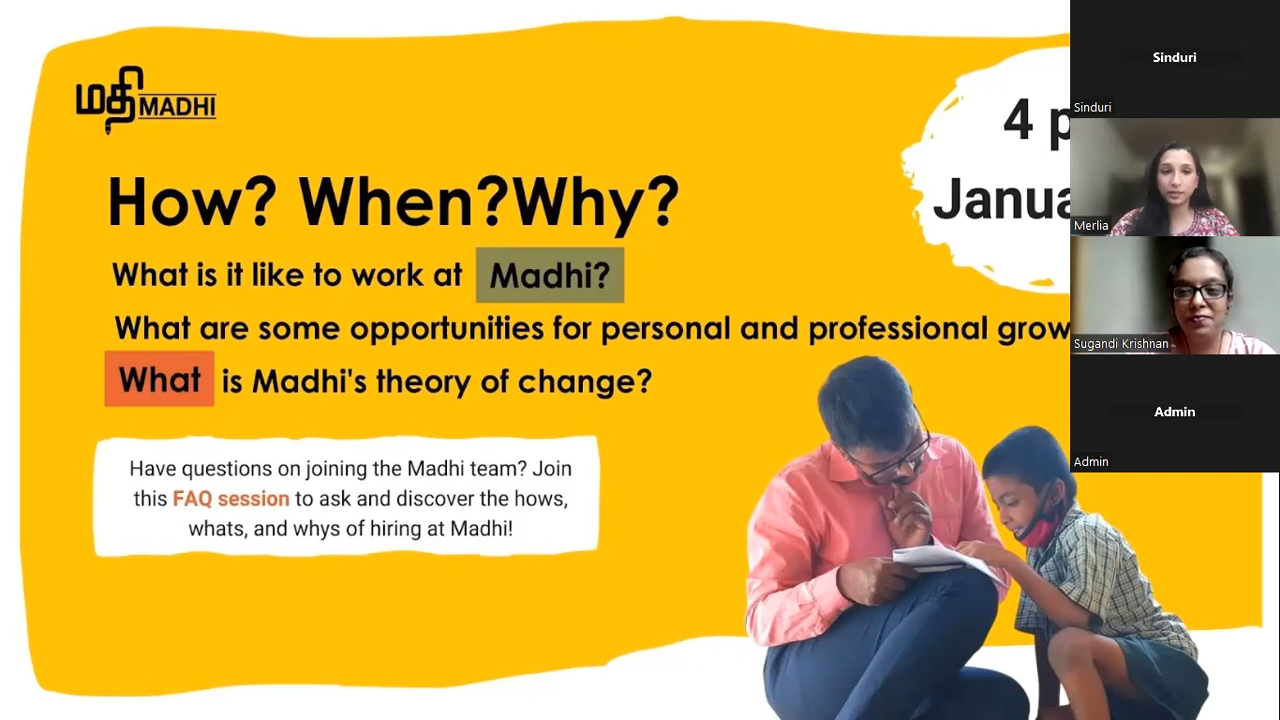 மதி MADHI
4 p
Janua
How? When?Why?
What is it like to work at Madhi?
What are some opportunities for personal and professional grow
What is Madhi's theory of change?
Have questions on joining the Madhi team? Join
this FAQ session to ask and discover the hows,
whats, and whys of hiring at Madhi!
Sinduri
Sinduri
Merlia
Sugandi Krishnan
Admin
Admin